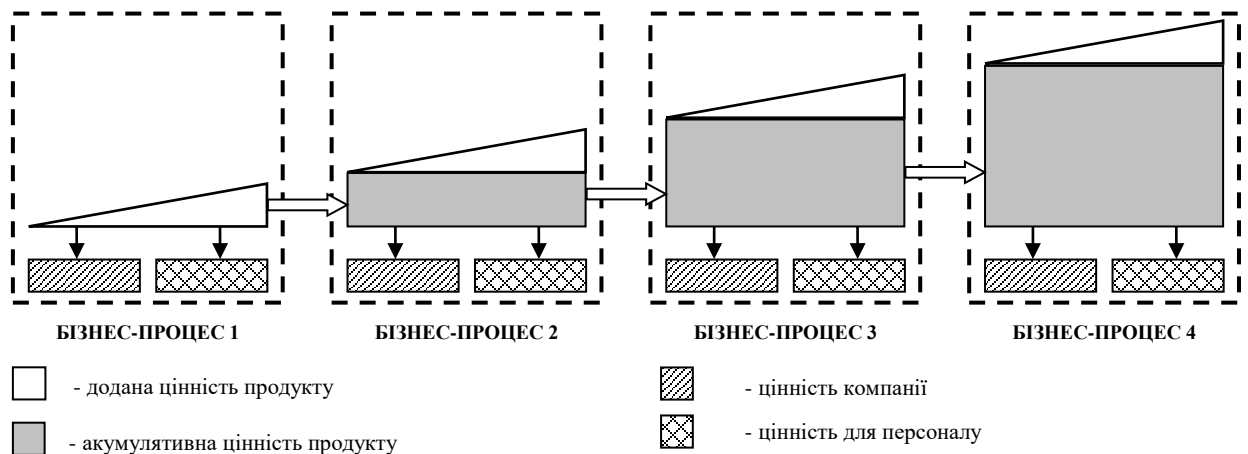 БІЗНЕС-ПРОЦЕС 1
БІЗНЕС-ПРОЦЕС 2
БІЗНЕС-ПРОЦЕС 3
БІЗНЕС-ПРОЦЕС 4
- додана цінність продукту
- цінність компанії
- акумулятивна цінність продукту
- цінність для персоналу